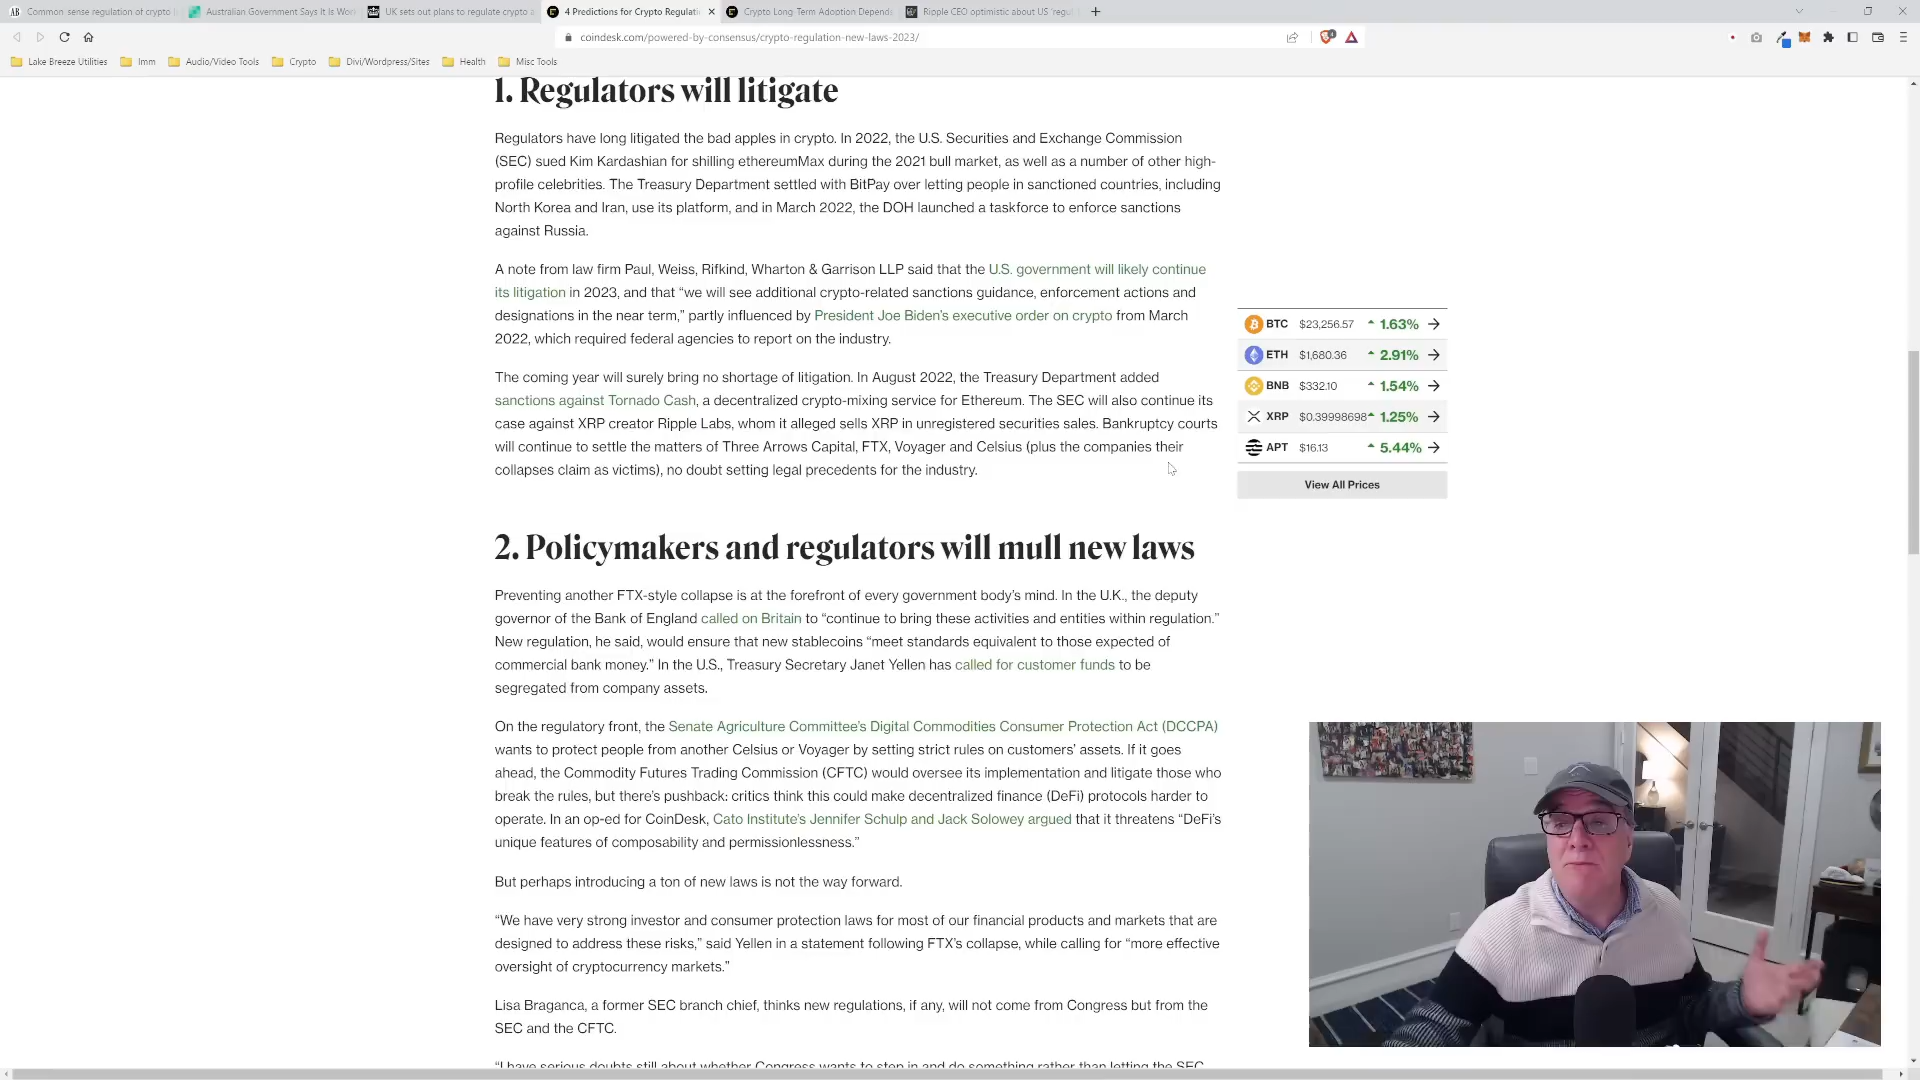 Common sense regulation of crypto i
Australian Government Says It Is Wor
UK sets out plans to regulate crypto a
4 Predictions for Crypto Regulati
Crypto Long-Term Adoption Depends
Ripple CEO optimistic about US 'regul
coindesk.com/powered-by-consensus/crypto-regulation-new-laws-2023/
Lake Breeze Utilities
Imm
Audio/Video Tools
Crypto
Divi/Wordpress/Sites
Health
Misc Tools
1. Regulators will litigate
Regulators have long litigated the bad apples in crypto. In 2022, the U.S. Securities and Exchange Commission
(SEC) sued Kim Kardashian for shilling ethereumMax during the 2021 bull market, as well as a number of other high-
profile celebrities. The Treasury Department settled with BitPay over letting people in sanctioned countries, including
North Korea and Iran, use its platform, and in March 2022, the DOH launched a taskforce to enforce sanctions
against Russia.
A note from law firm Paul, Weiss, Rifkind, Wharton & Garrison LLP said that the U.S. government will likely continue
its litigation in 2023, and that “we will see additional crypto-related sanctions guidance, enforcement actions and
designations in the near term,” partly influenced by President Joe Biden’s executive order on crypto from March
2022, which required federal agencies to report on the industry.
The coming year will surely bring no shortage of litigation. In August 2022, the Treasury Department added
sanctions against Tornado Cash, a decentralized crypto-mixing service for Ethereum. The SEC will also continue its
case against XRP creator Ripple Labs, whom it alleged sells XRP in unregistered securities sales. Bankruptcy courts
will continue to settle the matters of Three Arrows Capital, FTX, Voyager and Celsius (plus the companies their
collapses claim as victims), no doubt setting legal precedents for the industry.
BTC $23,256.57 1.63%
ETH $1,680.36 2.91%
BNB $332.10 1.54%
XRP $0.39998698 1.25%
APT $16.13 5.44%
View All Prices
2. Policymakers and regulators will mull new laws
Preventing another FTX-style collapse is at the forefront of every government body’s mind. In the U.K., the deputy
governor of the Bank of England called on Britain to “continue to bring these activities and entities within regulation.”
New regulation, he said, would ensure that new stablecoins “meet standards equivalent to those expected of
commercial bank money.” In the U.S., Treasury Secretary Janet Yellen has called for customer funds to be
segregated from company assets.
On the regulatory front, the Senate Agriculture Committee’s Digital Commodities Consumer Protection Act (DCCPA)
wants to protect people from another Celsius or Voyager by setting strict rules on customers’ assets. If it goes
ahead, the Commodity Futures Trading Commission (CFTC) would oversee its implementation and litigate those who
break the rules, but there’s pushback: critics think this could make decentralized finance (DeFi) protocols harder to
operate. In an op-ed for CoinDesk, Cato Institute’s Jennifer Schulp and Jack Solowey argued that it threatens “DeFi’s
unique features of composability and permissionlessness.”
But perhaps introducing a ton of new laws is not the way forward.
“We have very strong investor and consumer protection laws for most of our financial products and markets that are
designed to address these risks,” said Yellen in a statement following FTX’s collapse, while calling for “more effective
oversight of cryptocurrency markets.”
Lisa Braganca, a former SEC branch chief, thinks new regulations, if any, will not come from Congress but from the
SEC and the CFTC.
“I have serious doubts still about whether Congress wants to step in and do something rather than letting the SEC